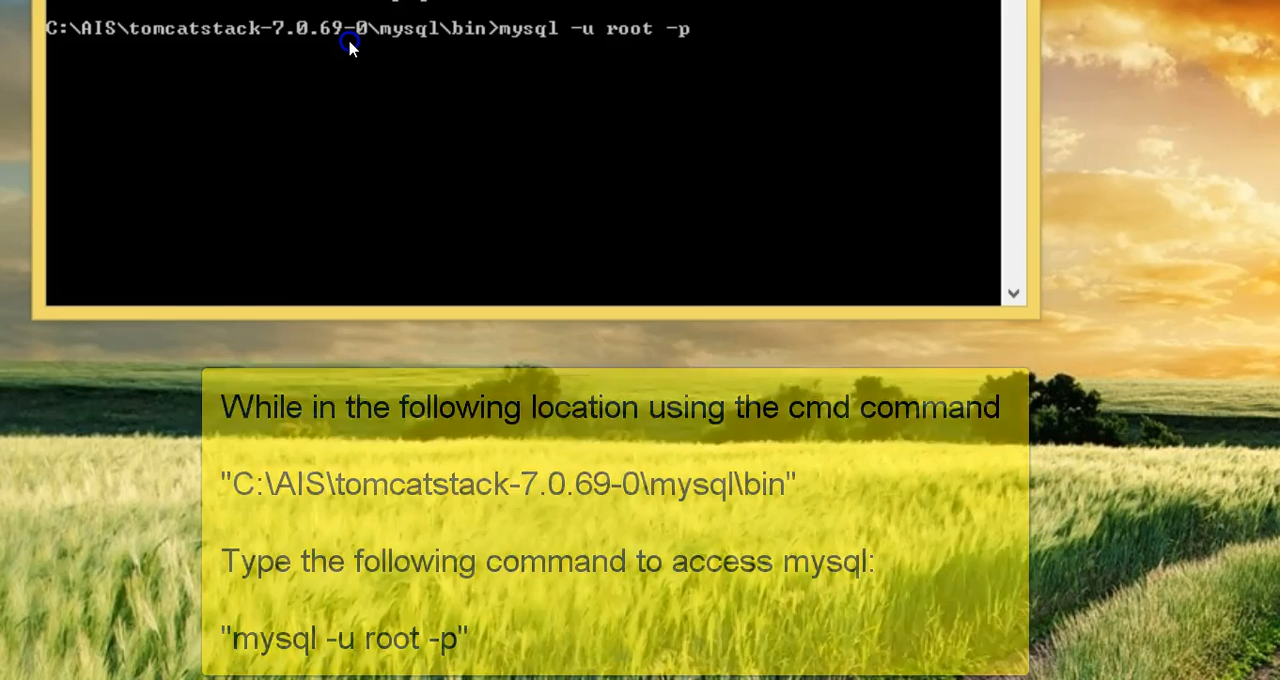 C:\AIS\tomcatstack-7.0.69-0\mysql\bin>mysql -u root -p
While in the following location using the cmd command
"C:\AIS\tomcatstack-7.0.69-0\mysql\bin"
Type the following command to access mysql:
"mysql -u root -p"